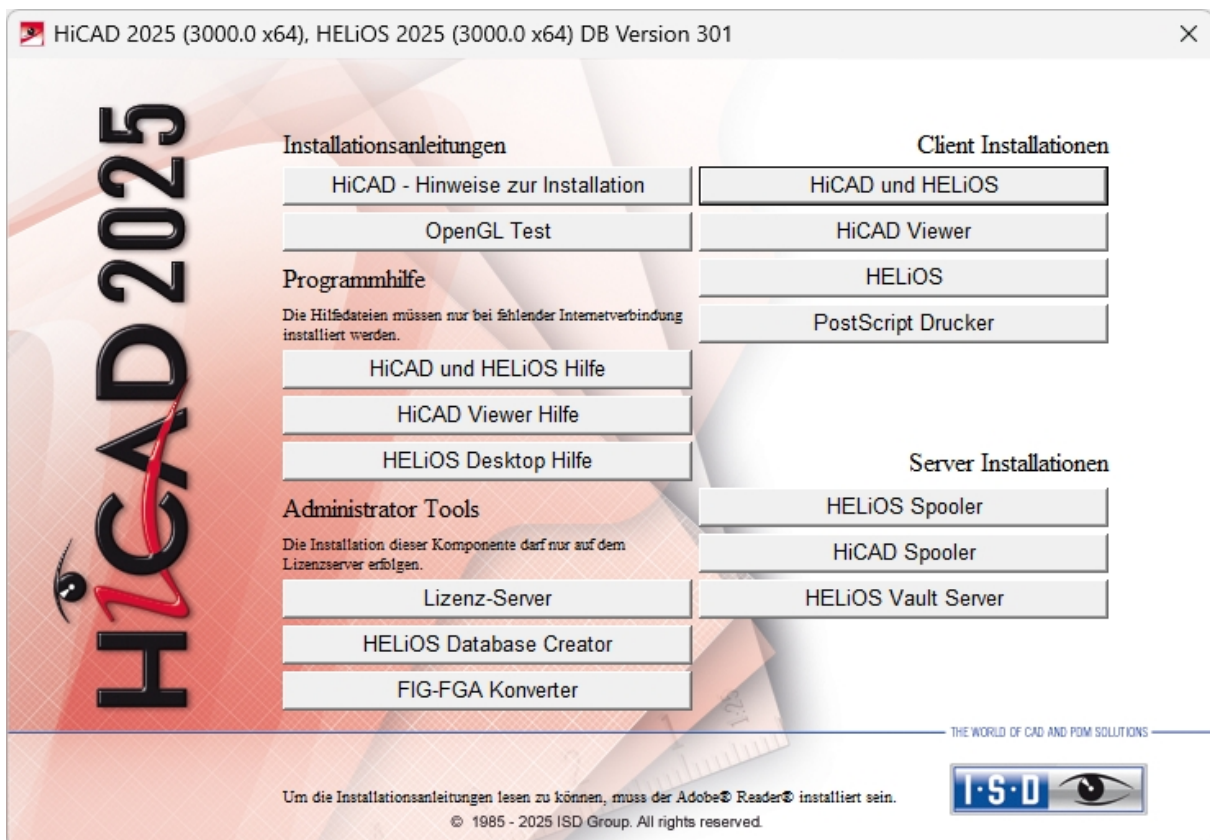 HiCAD 2025 (3000.0 x64), HELiOS 2025 (3000.0 x64) DB Version 301
HiCAD 2025
Installationsanleitungen
HiCAD - Hinweise zur Installation
OpenGL Test
Programmhilfe
Die Hilfedateien müssen nur bei fehlender Internetverbindung
installiert werden.
HiCAD und HELiOS Hilfe
HiCAD Viewer Hilfe
HELiOS Desktop Hilfe
Administrator Tools
Die Installation dieser Komponente darf nur auf dem
Lizenzserver erfolgen.
Lizenz-Server
HELiOS Database Creator
FIG-FGA Konverter
Client Installationen
HiCAD und HELiOS
HiCAD Viewer
HELiOS
PostScript Drucker
Server Installationen
HELiOS Spooler
HiCAD Spooler
HELiOS Vault Server
THE WORLD OF CAD AND PDM SOLUTIONS
I·S·D
Um die Installationsanleitungen lesen zu können, muss der Adobe® Reader® installiert sein.
© 1985 - 2025 ISD Group. All rights reserved.